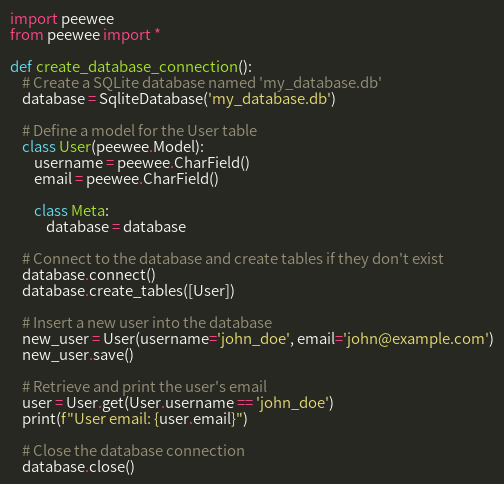 import peewee
from peewee import *

def create_database_connection():
    # Create a SQLite database named 'my_database.db'
    database = SqliteDatabase('my_database.db')

    # Define a model for the User table
    class User(peewee.Model):
        username = peewee.CharField()
        email = peewee.CharField()

        class Meta:
            database = database

    # Connect to the database and create tables if they don't exist
    database.connect()
    database.create_tables([User])

    # Insert a new user into the database
    new_user = User(username='john_doe', email='john@example.com')
    new_user.save()

    # Retrieve and print the user's email
    user = User.get(User.username == 'john_doe')
    print(f"User email: {user.email}")

    # Close the database connection
    database.close()